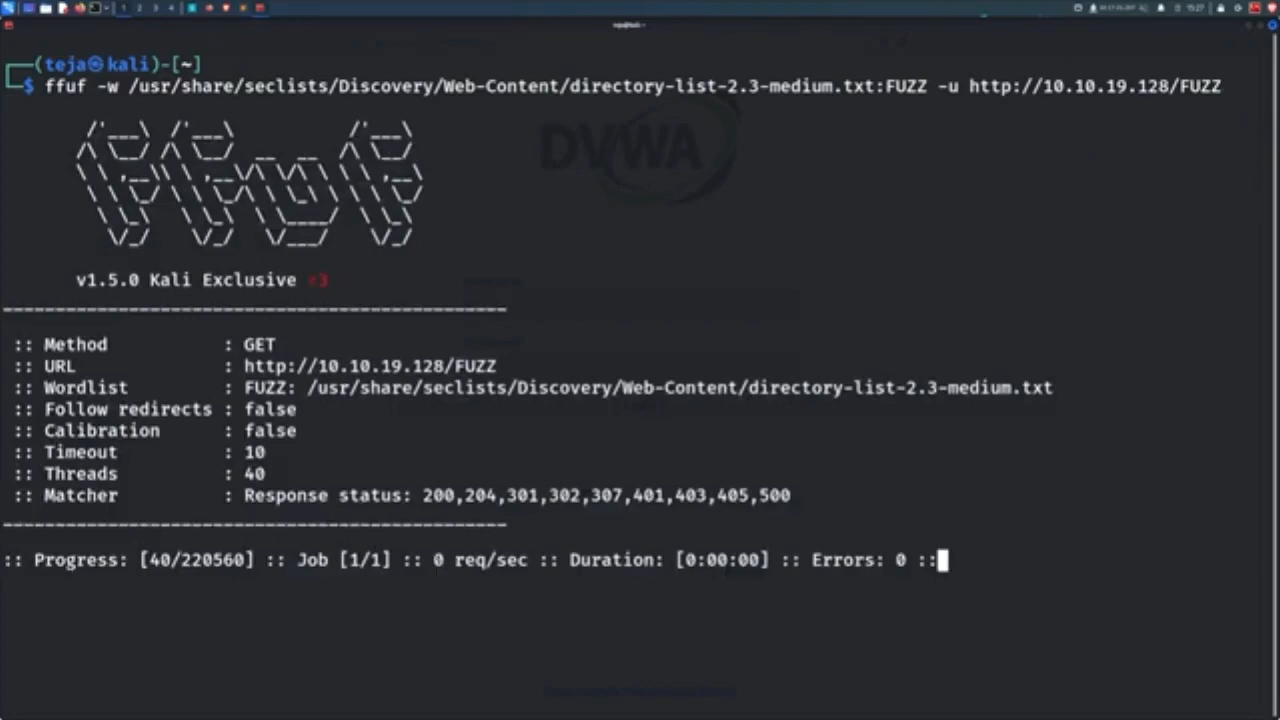 15:27
(teja㉿kali)-[~]
$ ffuf -w /usr/share/seclists/Discovery/Web-Content/directory-list-2.3-medium.txt:FUZZ -u http://10.10.19.128/FUZZ
DVWA
v1.5.0 Kali Exclusive <3
:: Method : GET
:: URL : http://10.10.19.128/FUZZ
:: Wordlist : FUZZ: /usr/share/seclists/Discovery/Web-Content/directory-list-2.3-medium.txt
:: Follow redirects : false
:: Calibration : false
:: Timeout : 10
:: Threads : 40
:: Matcher : Response status: 200,204,301,302,307,401,403,405,500
:: Progress: [40/220560] :: Job [1/1] :: 0 req/sec :: Duration: [0:00:00] :: Errors: 0 ::